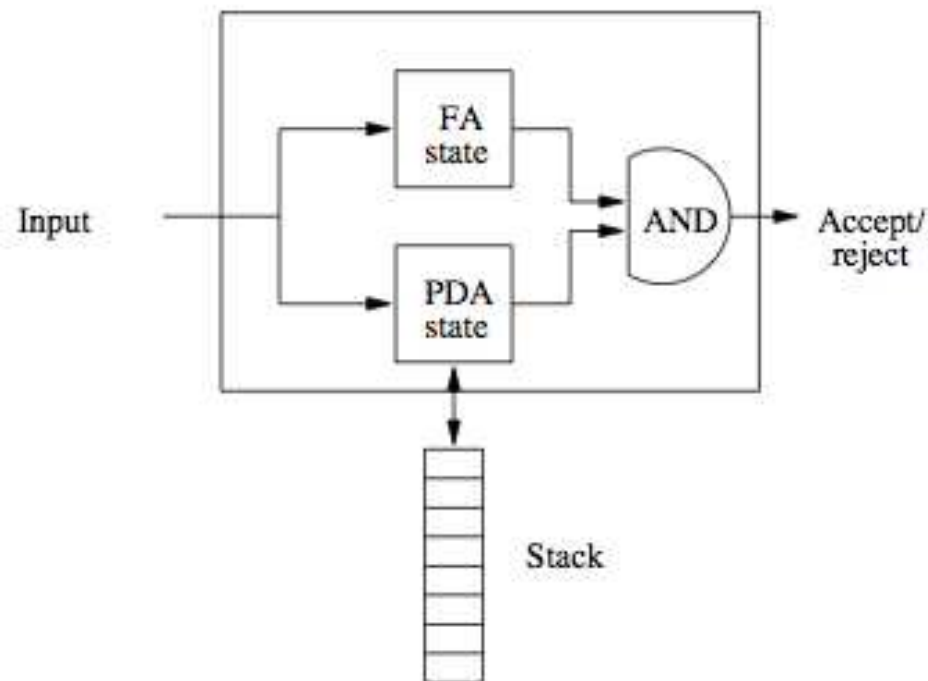 FA
state
Input
AND
Accept/
reject
PDA
state
Stack